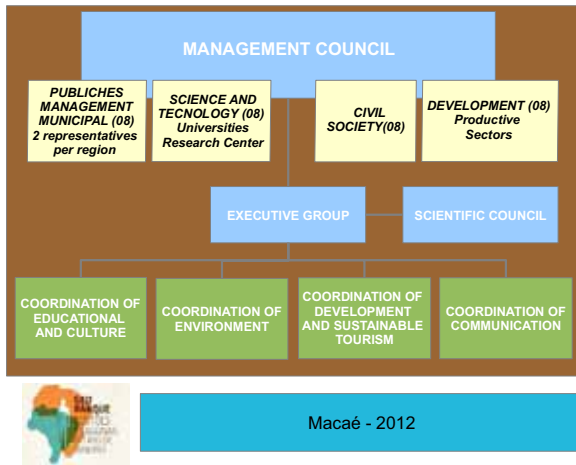 MANAGEMENT COUNCIL
PUBLICHES
MANAGEMENT
MUNICIPAL (08)
2 representatives
per region
SCIENCE AND
TECNOLOGY (08)
Universities
Research Center
CIVIL
SOCIETY(08)
DEVELOPMENT (08)
Productive
Sectors
EXECUTIVE GROUP
SCIENTIFIC COUNCIL
COORDINATION OF
EDUCATIONAL
AND CULTURE
COORDINATION OF
ENVIRONMENT
COORDINATION OF
DEVELOPMENT
AND SUSTAINABLE
TOURISM
COORDINATION OF
COMMUNICATION
Macaé - 2012